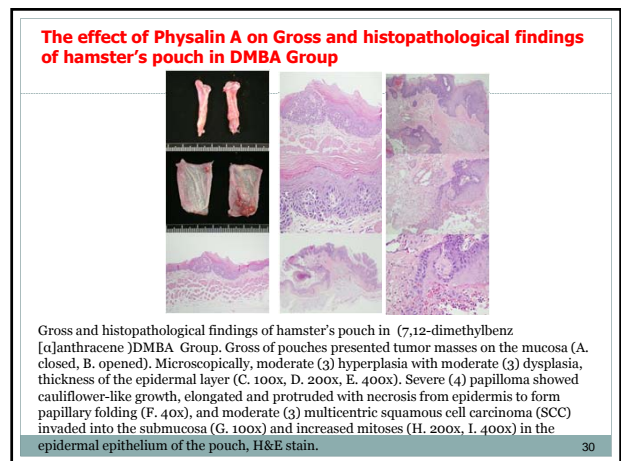 The effect of Physalin A on Gross and histopathological findings
of hamster's pouch in DMBA Group
Gross and histopathological findings of hamster's pouch in (7,12-dimethylbenz
[α]anthracene )DMBA Group. Gross of pouches presented tumor masses on the mucosa (A.
closed, B. opened). Microscopically, moderate (3) hyperplasia with moderate (3) dysplasia,
thickness of the epidermal layer (C. 100x, D. 200x, E. 400x). Severe (4) papilloma showed
cauliflower-like growth, elongated and protruded with necrosis from epidermis to form
papillary folding (F. 40x), and moderate (3) multicentric squamous cell carcinoma (SCC)
invaded into the submucosa (G. 100x) and increased mitoses (H. 200x, I. 400x) in the
epidermal epithelium of the pouch, H&E stain.
30